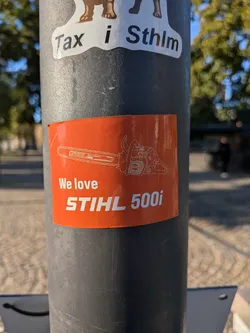 Tax i Sthlm
We love
STIHL 500i